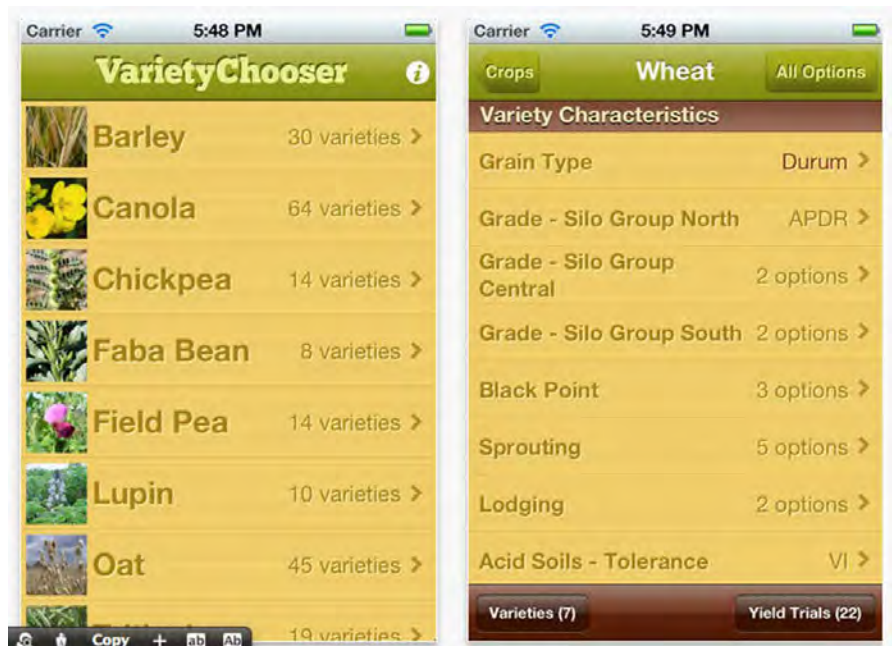 Carrier 5:48 PM
VarietyChooser i
Barley 30 varieties >
Canola 64 varieties >
Chickpea 14 varieties >
Faba Bean 8 varieties >
Field Pea 14 varieties >
Lupin 10 varieties >
Oat 45 varieties >
19 varieties >
Copy + ab Ab
Carrier 5:49 PM
Crops Wheat All Options
Variety Characteristics
Grain Type Durum >
Grade - Silo Group North APDR >
Grade - Silo Group
Central 2 options >
Grade - Silo Group South 2 options >
Black Point 3 options >
Sprouting 5 options >
Lodging 2 options >
Acid Soils - Tolerance VI >
Varieties (7) Yield Trials (22)